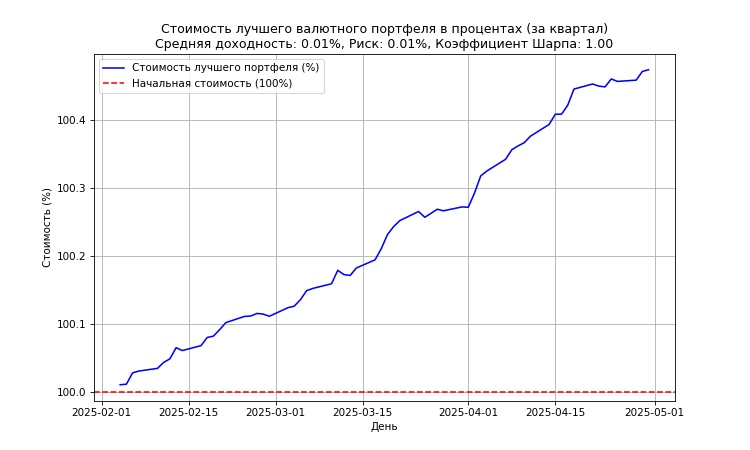 Стоимость лучшего валютного портфеля в процентах (за квартал)
Средняя доходность: 0.01%, Риск: 0.01%, Коэффициент Шарпа: 1.00
Стоимость лучшего портфеля (%)
Начальная стоимость (100%)
Стоимость (%)
100.4
100.3
100.2
100.1
100.0
2025-02-01
2025-02-15
2025-03-01
2025-03-15
2025-04-01
2025-04-15
2025-05-01
День